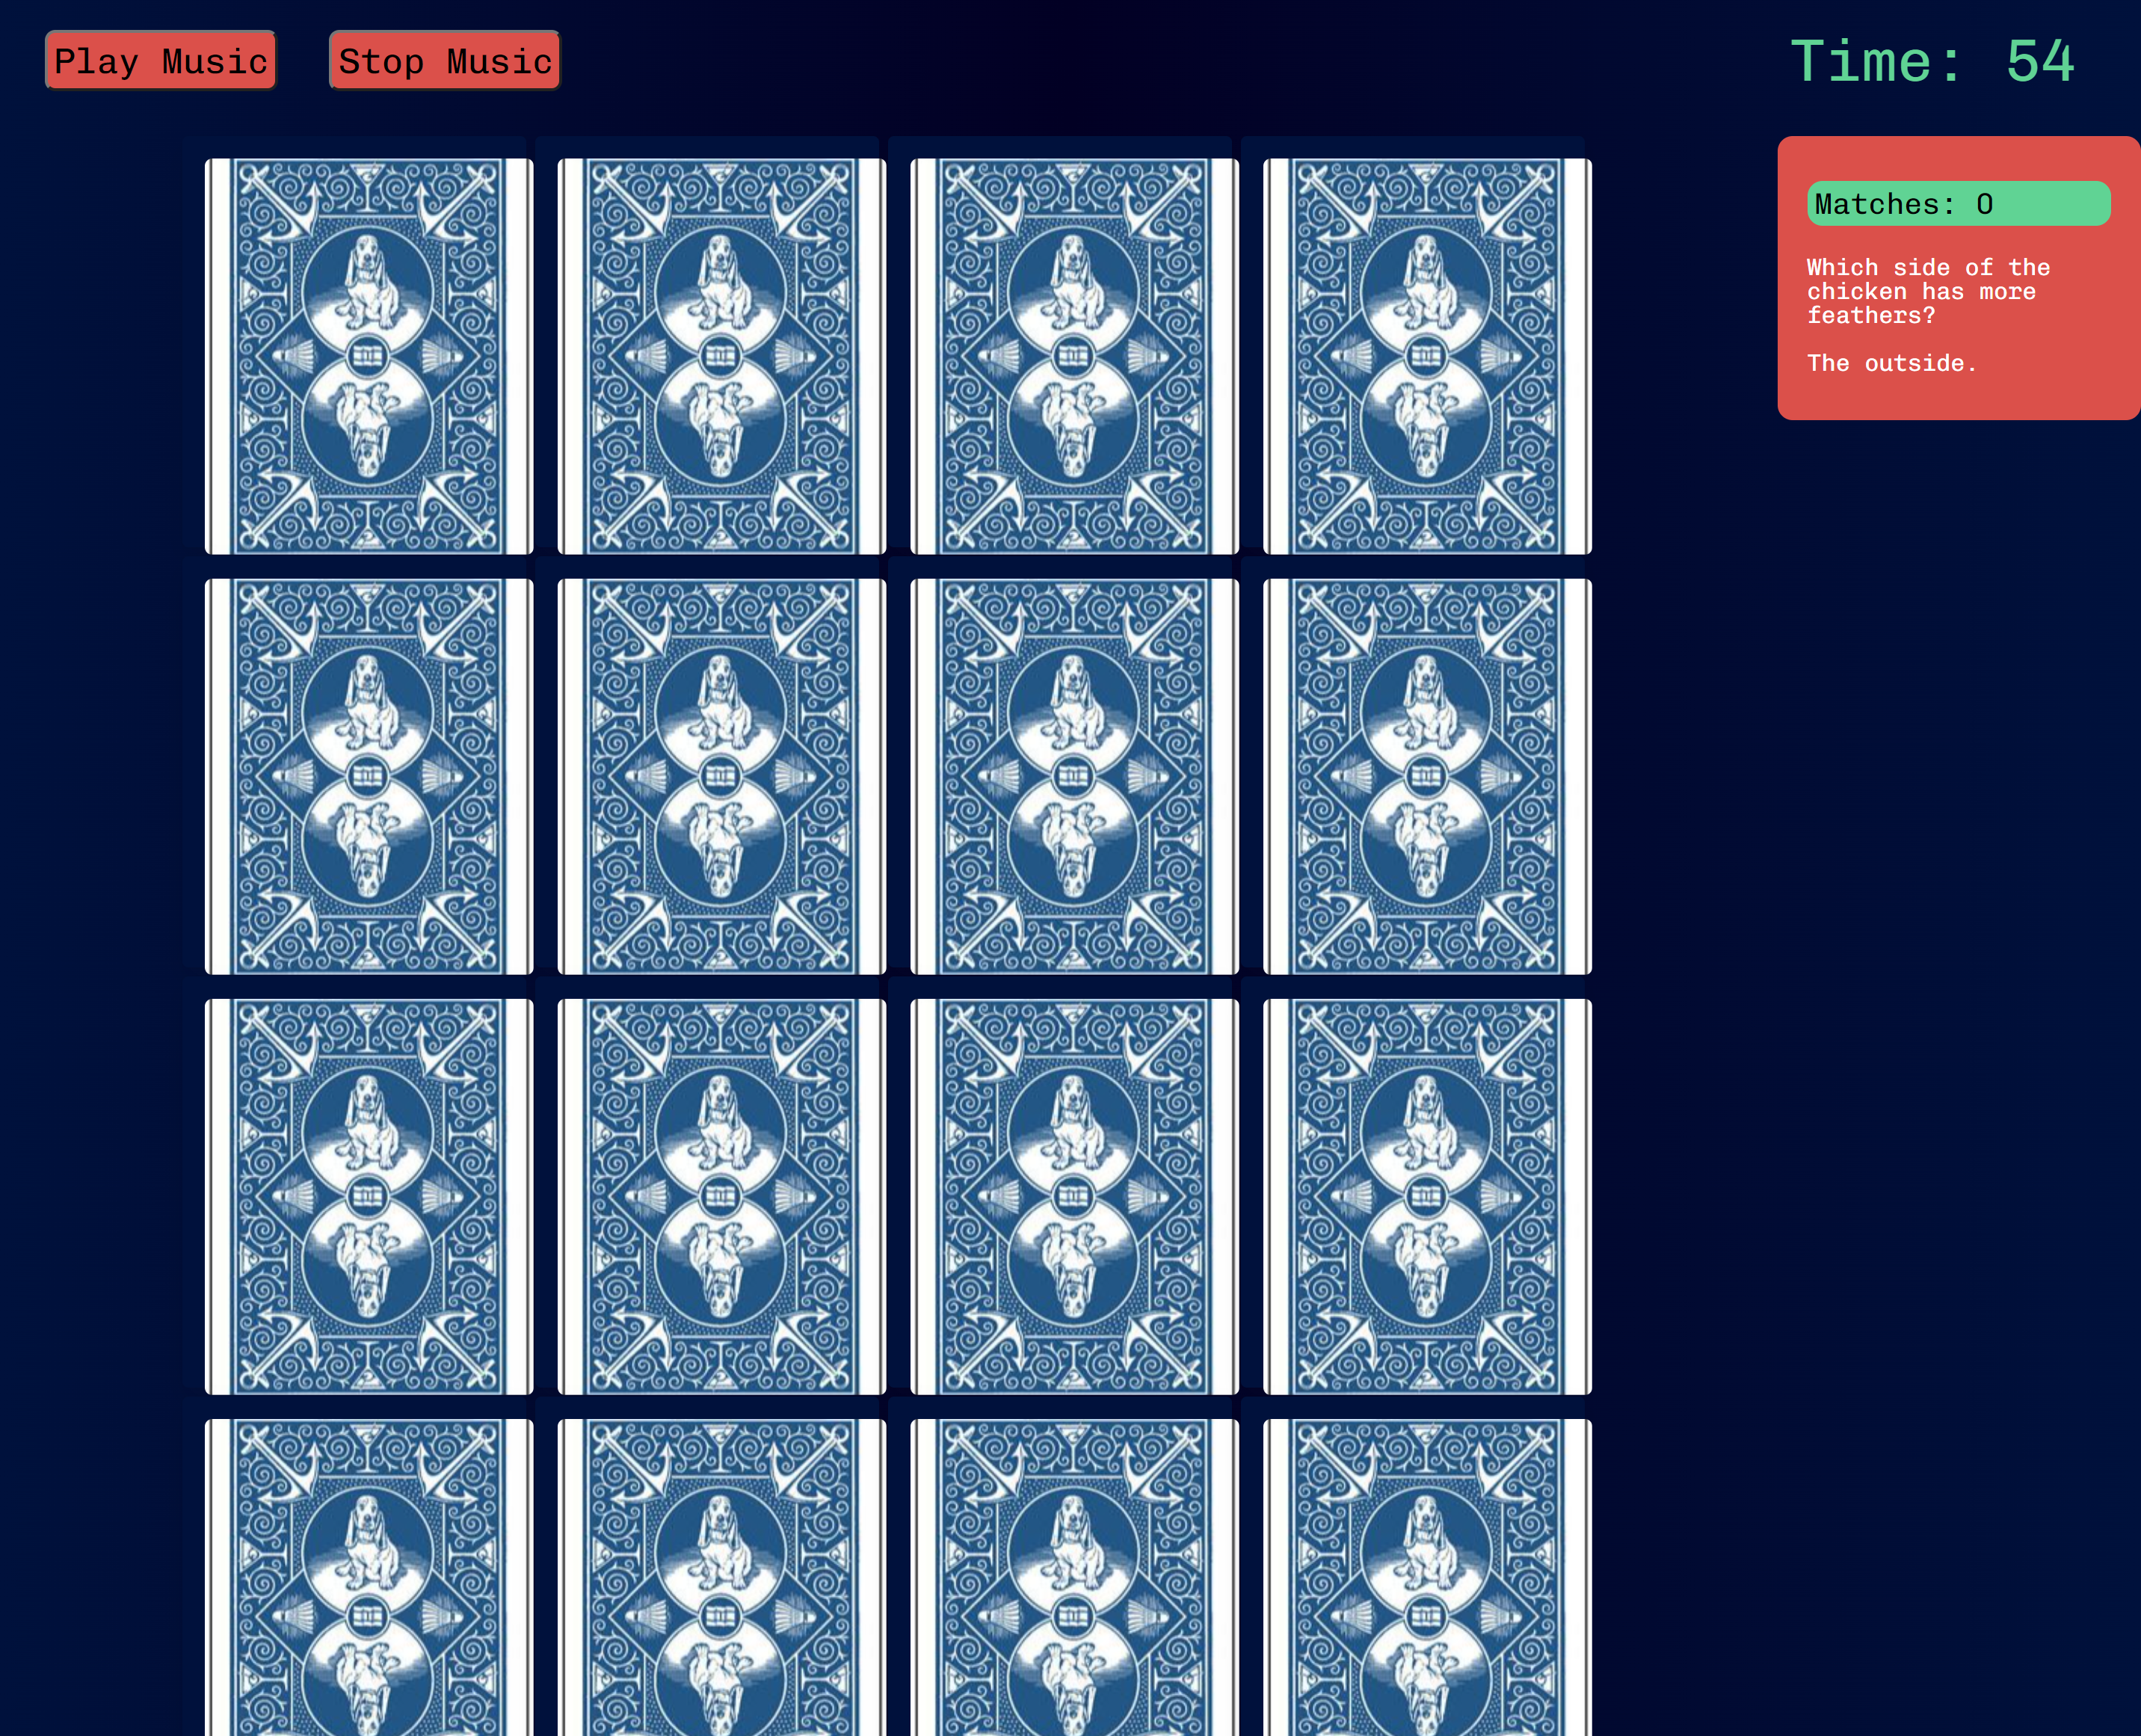 Play Music
Stop Music
Time: 54
Matches: 0
Which side of the
chicken has more
feathers?
The outside.